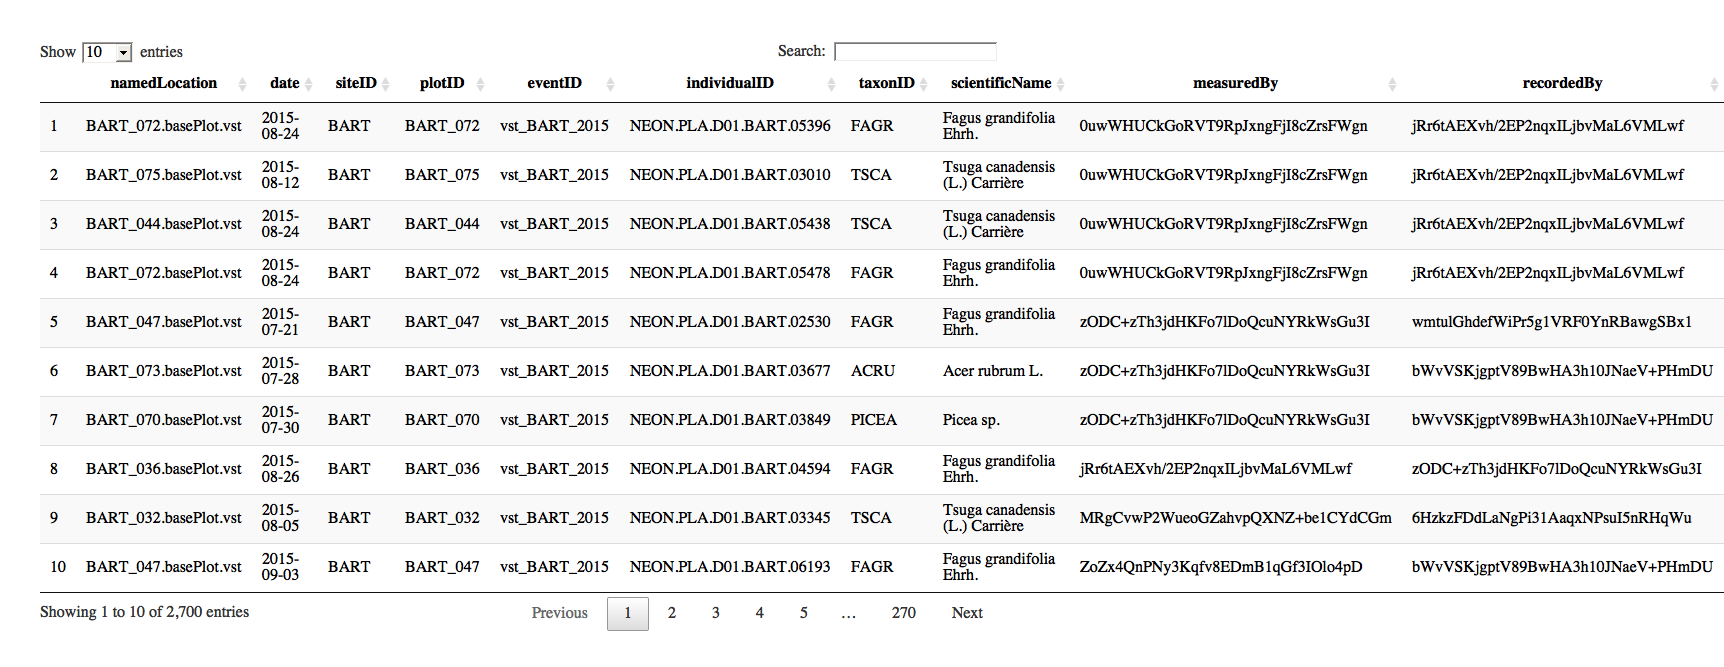 Show 10 entries Search:
namedLocation date siteID plotID eventID individualID taxonID scientificName measuredBy recordedBy
1 BART_072.basePlot.vst 2015-08-24 BART BART_072 vst_BART_2015 NEON.PLA.D01.BART.05396 FAGR Fagus grandifolia Ehrh. 0uwWHUCkGoRVT9RpJxngFjI8cZrsFWgn jRr6tAEXvh/2EP2nqxILjbvMaL6VMLwf
2 BART_075.basePlot.vst 2015-08-12 BART BART_075 vst_BART_2015 NEON.PLA.D01.BART.03010 TSCA Tsuga canadensis (L.) Carrière 0uwWHUCkGoRVT9RpJxngFjI8cZrsFWgn jRr6tAEXvh/2EP2nqxILjbvMaL6VMLwf
3 BART_044.basePlot.vst 2015-08-24 BART BART_044 vst_BART_2015 NEON.PLA.D01.BART.05438 TSCA Tsuga canadensis (L.) Carrière 0uwWHUCkGoRVT9RpJxngFjI8cZrsFWgn jRr6tAEXvh/2EP2nqxILjbvMaL6VMLwf
4 BART_072.basePlot.vst 2015-08-24 BART BART_072 vst_BART_2015 NEON.PLA.D01.BART.05478 FAGR Fagus grandifolia Ehrh. 0uwWHUCkGoRVT9RpJxngFjI8cZrsFWgn jRr6tAEXvh/2EP2nqxILjbvMaL6VMLwf
5 BART_047.basePlot.vst 2015-07-21 BART BART_047 vst_BART_2015 NEON.PLA.D01.BART.02530 FAGR Fagus grandifolia Ehrh. zODC+zTh3jdHKFo7lDoQcuNYRkWsGu3I wmtulGhdefWiPr5g1VRF0YnRBawgSBx1
6 BART_073.basePlot.vst 2015-07-28 BART BART_073 vst_BART_2015 NEON.PLA.D01.BART.03677 ACRU Acer rubrum L. zODC+zTh3jdHKFo7lDoQcuNYRkWsGu3I bWvVSKjgptV89BwHA3h10JNaeV+PHmDU
7 BART_070.basePlot.vst 2015-07-30 BART BART_070 vst_BART_2015 NEON.PLA.D01.BART.03849 PICEA Picea sp. zODC+zTh3jdHKFo7lDoQcuNYRkWsGu3I bWvVSKjgptV89BwHA3h10JNaeV+PHmDU
8 BART_036.basePlot.vst 2015-08-26 BART BART_036 vst_BART_2015 NEON.PLA.D01.BART.04594 FAGR Fagus grandifolia Ehrh. jRr6tAEXvh/2EP2nqxILjbvMaL6VMLwf zODC+zTh3jdHKFo7lDoQcuNYRkWsGu3I
9 BART_032.basePlot.vst 2015-08-05 BART BART_032 vst_BART_2015 NEON.PLA.D01.BART.03345 TSCA Tsuga canadensis (L.) Carrière MRgCvwP2WueoGZahvpQXNZ+be1CYdCGm 6HzkzFDdLaNgPi31AaqxNPsuI5nRHqWu
10 BART_047.basePlot.vst 2015-09-03 BART BART_047 vst_BART_2015 NEON.PLA.D01.BART.06193 FAGR Fagus grandifolia Ehrh. ZoZx4QnPNy3Kqfv8EDmB1qGf3IOlo4pD bWvVSKjgptV89BwHA3h10JNaeV+PHmDU
Showing 1 to 10 of 2,700 entries Previous 1 2 3 4 5 … 270 Next